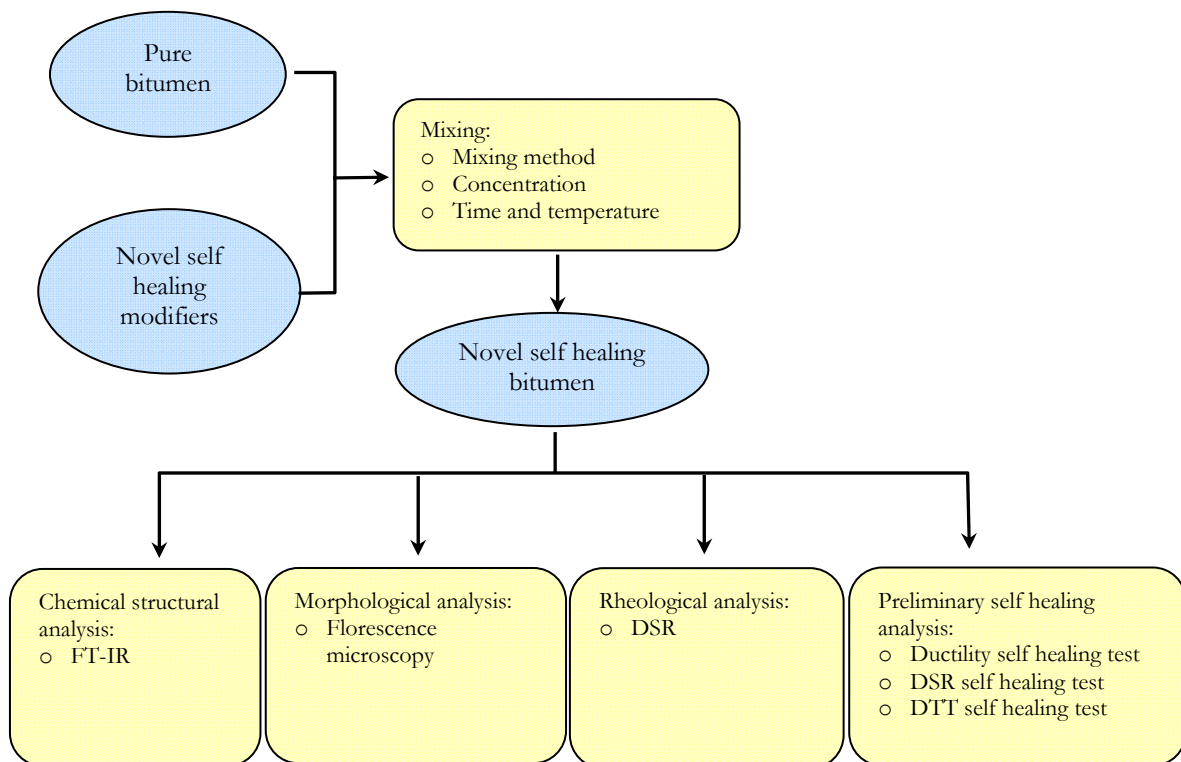 Pure
bitumen
Mixing:
o Mixing method
o Concentration
o Time and temperature
Novel self
healing
modifiers
Novel self healing
bitumen
Chemical structural
analysis:
o FT-IR
Morphological analysis:
o Florescence
microscopy
Rheological analysis:
o DSR
Preliminary self healing
analysis:
o Ductility self healing test
o DSR self healing test
o DTT self healing test